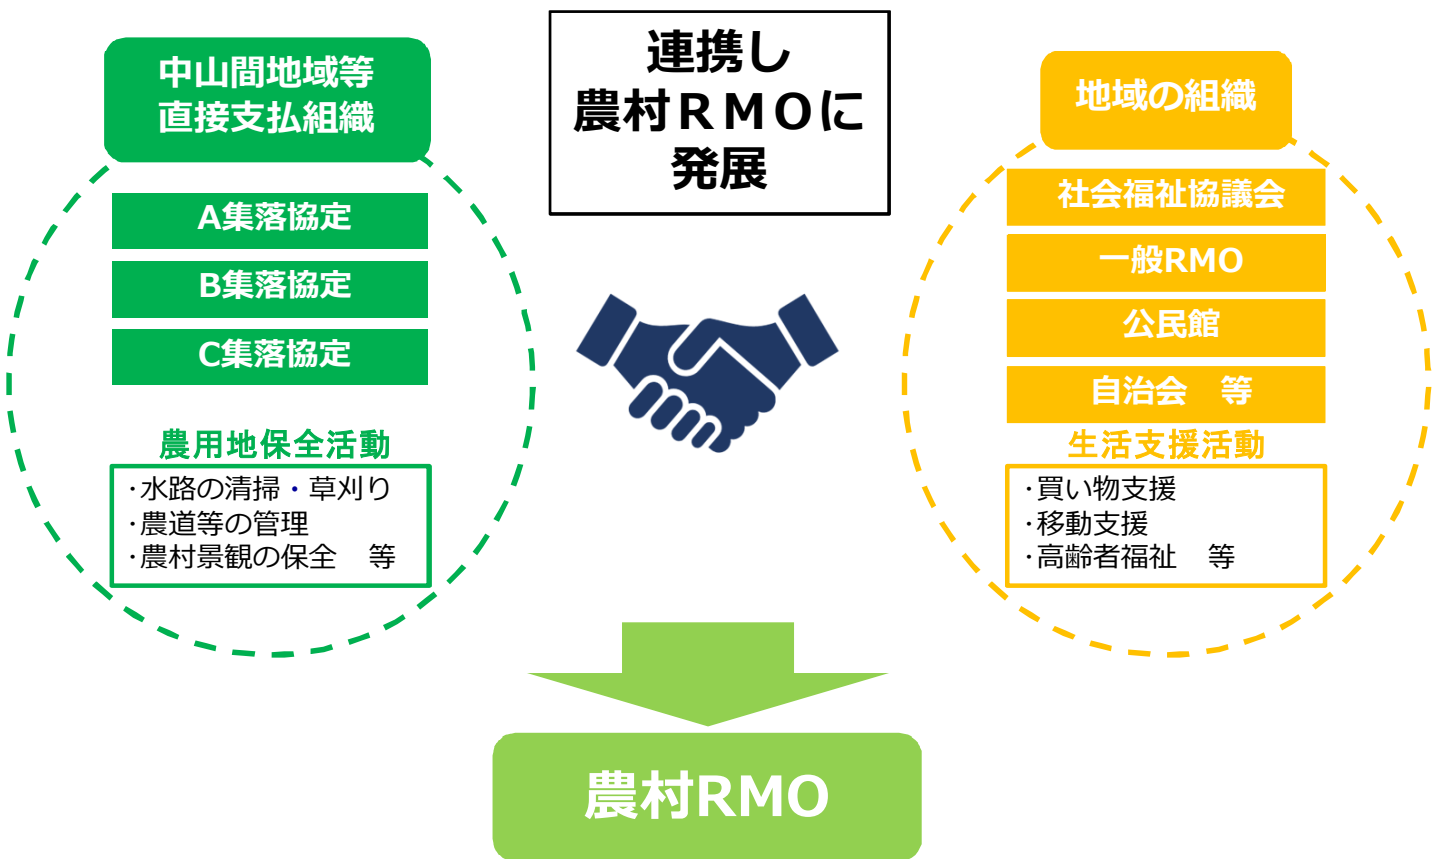 中山間地域等
直接支払組織
A集落協定
B集落協定
C集落協定
農用地保全活動
・水路の清掃・草刈り
・農道等の管理
・農村景観の保全　等
連携し
農村ＲＭＯに
発展
地域の組織
社会福祉協議会
一般RMO
公民館
自治会　等
生活支援活動
・買い物支援
・移動支援
・高齢者福祉　等
農村RMO